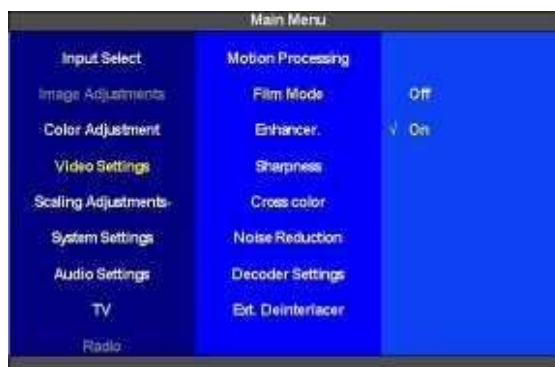 Main Menu
Input Select
Image Adjustments
Color Adjustment
Video Settings
Scaling Adjustments-
System Settings
Audio Settings
TV
Radio
Motion Processing
Film Mode
Enhancer.
Sharpness
Cross color
Noise Reduction
Decoder Settings
Ext. Deinterlacer
Off
√ On